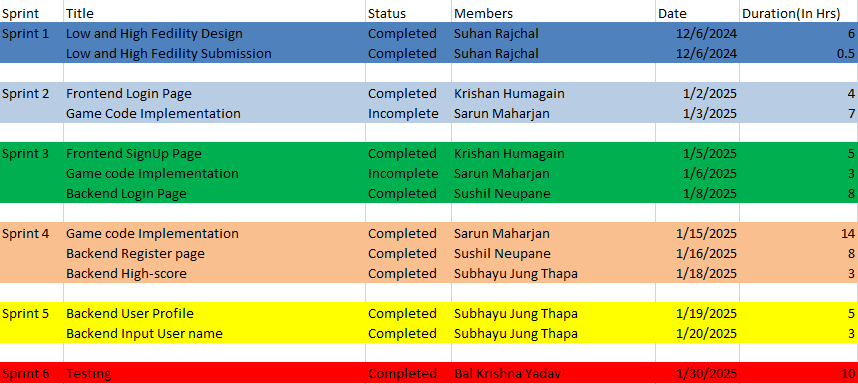 Sprint Title Status Members Date Duration(In Hrs)
Sprint 1 Low and High Fedility Design Completed Suhan Rajchal 12/6/2024 6
Low and High Fedility Submission Completed Suhan Rajchal 12/6/2024 0.5
Sprint 2 Frontend Login Page Completed Krishan Humagain 1/2/2025 4
Game Code Implementation Incomplete Sarun Maharjan 1/3/2025 7
Sprint 3 Frontend SignUp Page Completed Krishan Humagain 1/5/2025 5
Game code Implementation Incomplete Sarun Maharjan 1/6/2025 3
Backend Login Page Completed Sushil Neupane 1/8/2025 8
Sprint 4 Game code Implementation Completed Sarun Maharjan 1/15/2025 14
Backend Register page Completed Sushil Neupane 1/16/2025 8
Backend High-score Completed Subhayu Jung Thapa 1/18/2025 3
Sprint 5 Backend User Profile Completed Subhayu Jung Thapa 1/19/2025 5
Backend Input User name Completed Subhayu Jung Thapa 1/20/2025 3
Sprint 6 Testing Completed Bal Krishna Yadav 1/30/2025 10